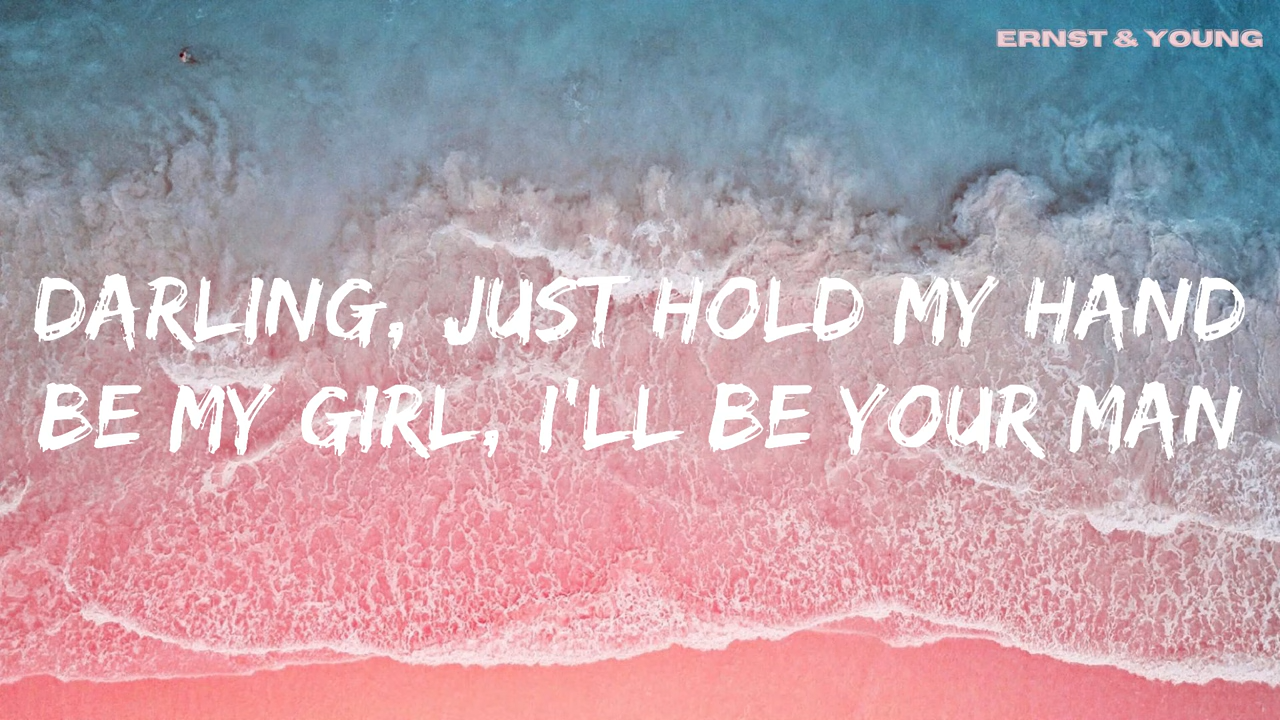 ERNST & YOUNG
DARLING, JUST HOLD MY HAND
BE MY GIRL, I'LL BE YOUR MAN